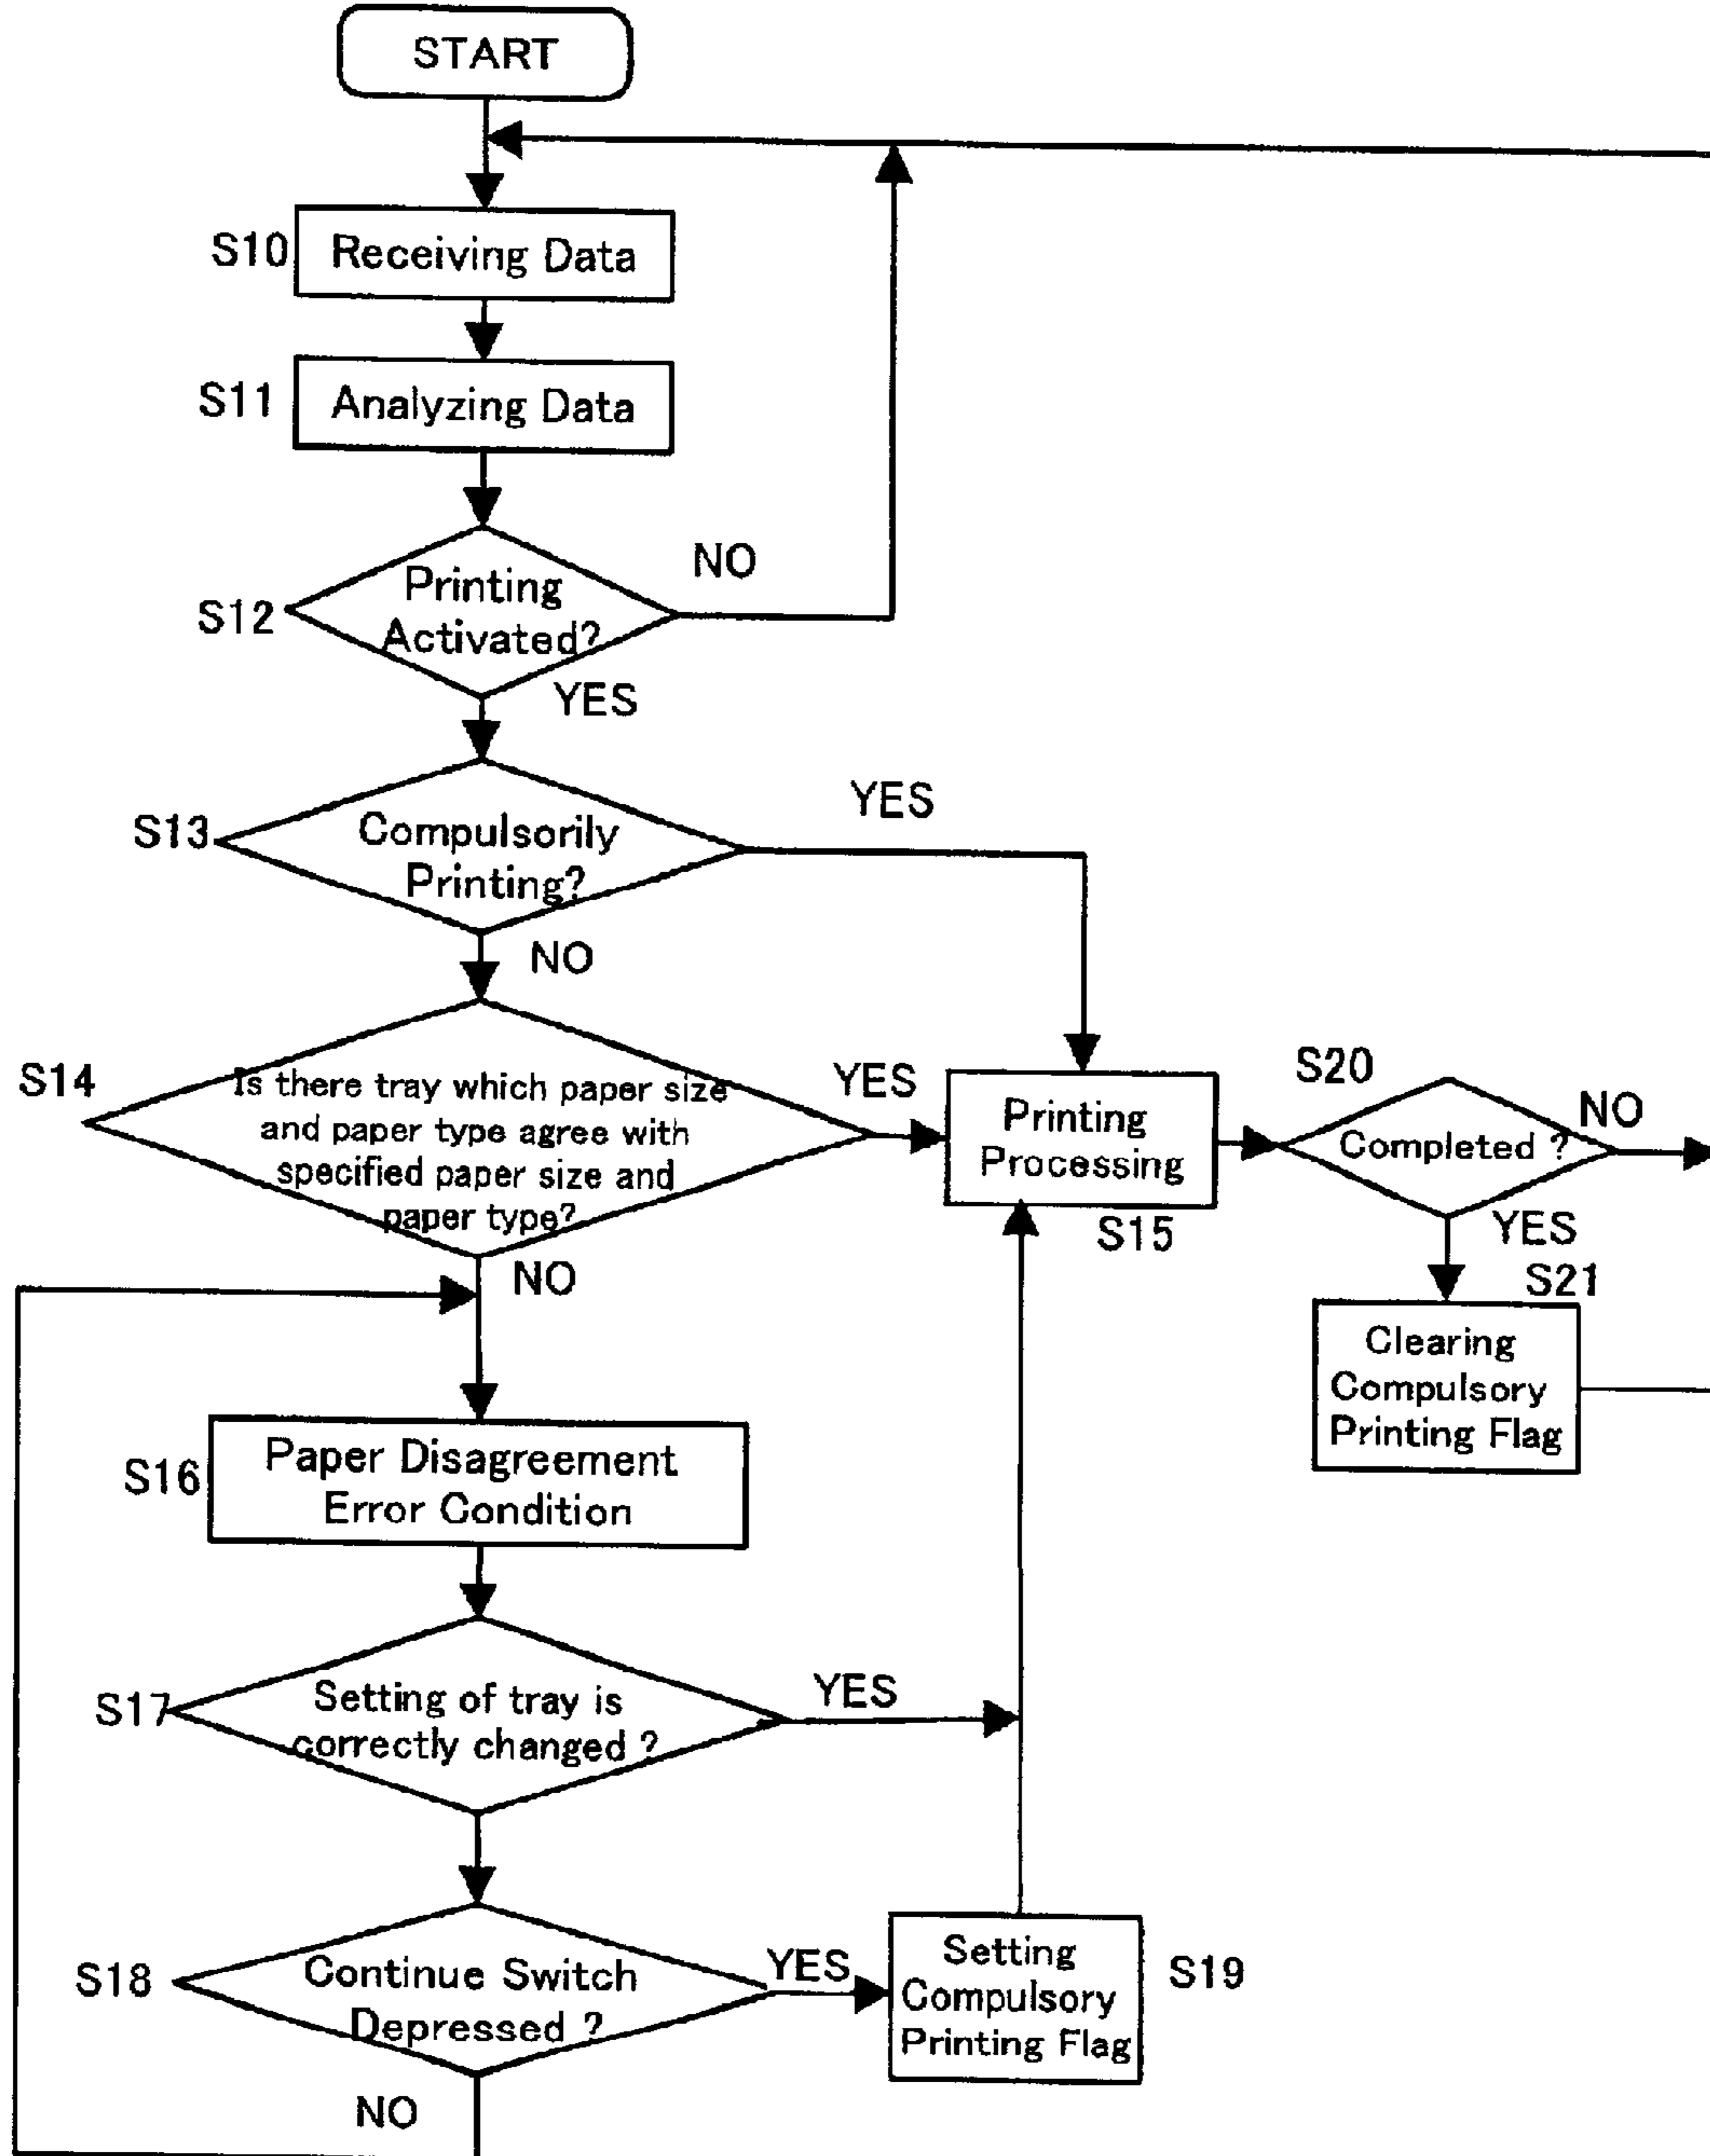 START
S10
Receiving Data
S11
Analyzing Data
S12
Printing
Activated?
NO
YES
S13
Compulsorily
Printing?
YES
NO
S14
Is there tray which paper size
and paper type agree with
specified paper size and
paper type?
YES
NO
Printing
Processing
S15
S20
Completed ?
NO
YES
S21
Clearing
Compulsory
Printing Flag
S16
Paper Disagreement
Error Condition
S17
Setting of tray is
correctly changed ?
YES
S18
Continue Switch
Depressed ?
YES
NO
Setting
Compulsory
Printing Flag
S19